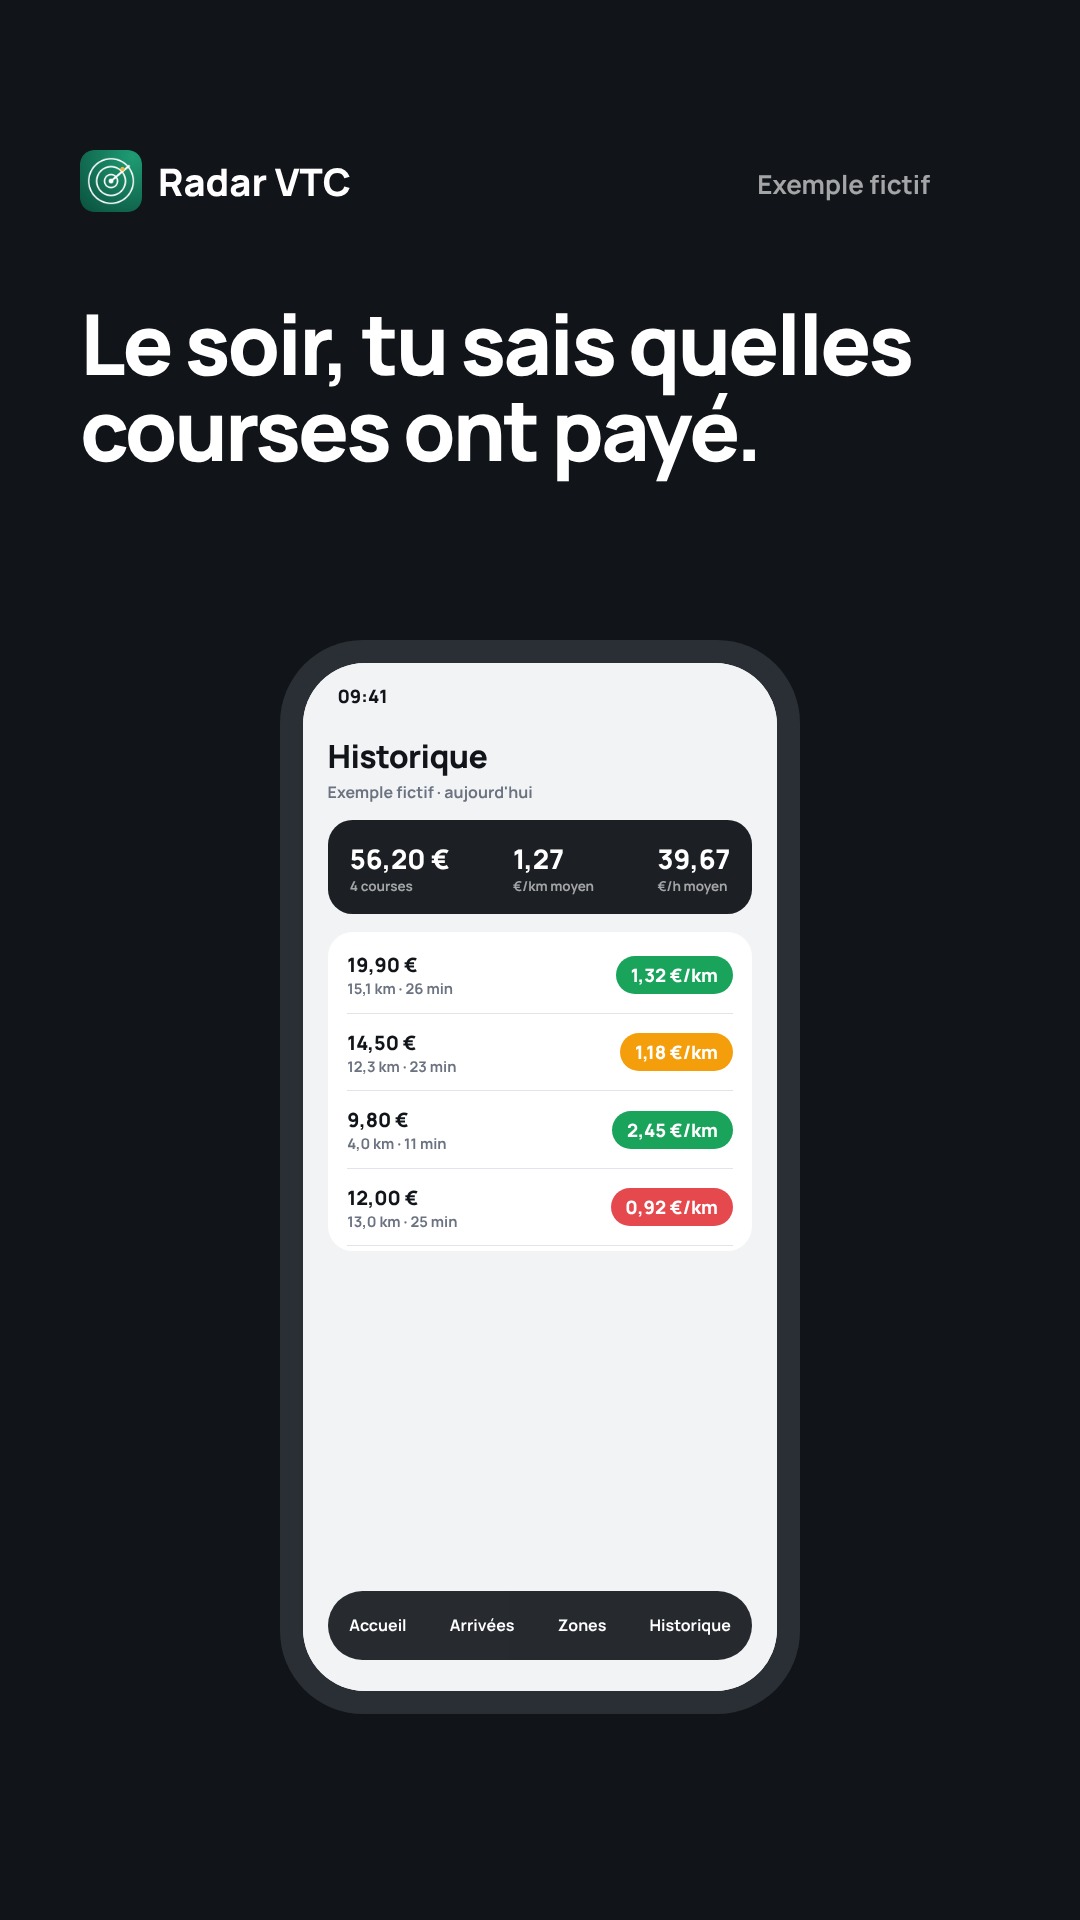 Radar VTC
Exemple fictif
Le soir, tu sais quelles
courses ont payé.
09:41
Historique
Exemple fictif · aujourd'hui
56,20 € 1,27 39,67
4 courses €/km moyen €/h moyen
19,90 € 1,32 €/km
15,1 km · 26 min
14,50 € 1,18 €/km
12,3 km · 23 min
9,80 € 2,45 €/km
4,0 km · 11 min
12,00 € 0,92 €/km
13,0 km · 25 min
Accueil Arrivées Zones Historique